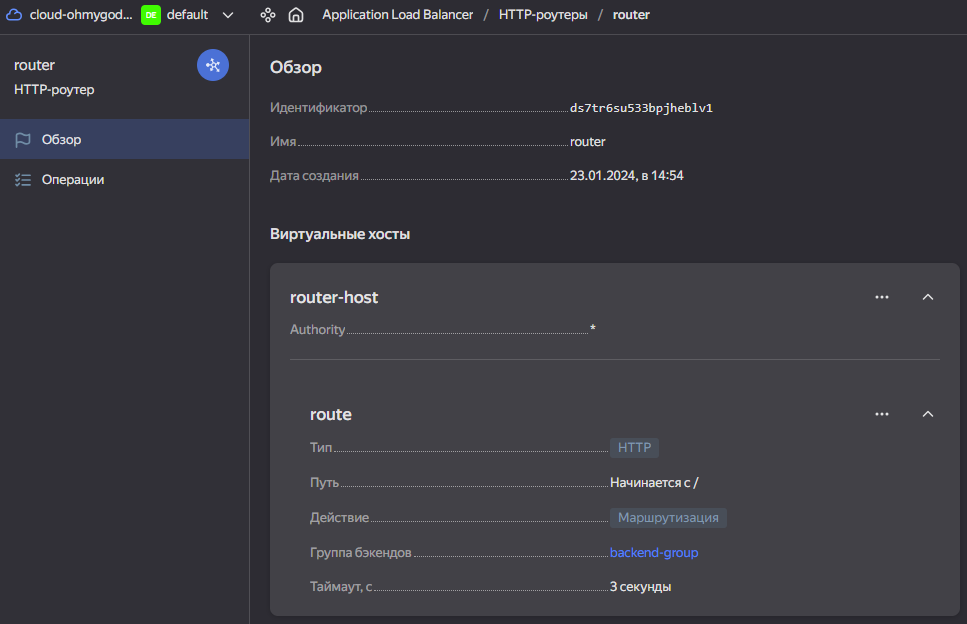 cloud-ohmygod... DE default Application Load Balancer / HTTP-роутеры / router
router
HTTP-роутер
Обзор
Операции
Обзор
Идентификатор ds7tr6su533bpjheblv1
Имя router
Дата создания 23.01.2024, в 14:54
Виртуальные хосты
router-host
Authority *
route
Тип HTTP
Путь Начинается с /
Действие Маршрутизация
Группа бэкендов backend-group
Таймаут, с 3 секунды